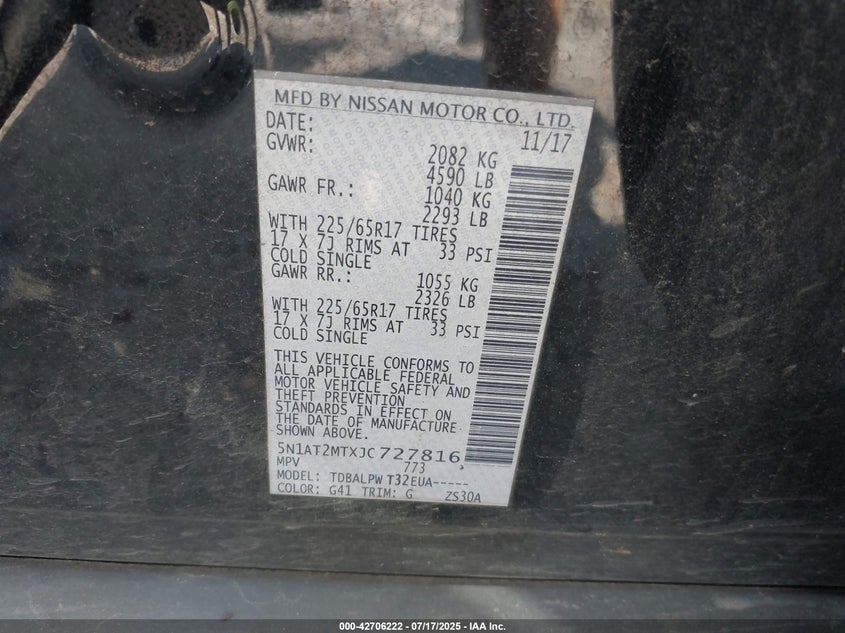 MFD BY NISSAN MOTOR CO., LTD.
DATE: 11/17
GVWR: 2082 KG
4590 LB
GAWR FR.: 1040 KG
2293 LB
WITH 225/65R17 TIRES
17 X 7J RIMS AT 33 PSI
COLD SINGLE
GAWR RR.: 1055 KG
2326 LB
WITH 225/65R17 TIRES
17 X 7J RIMS AT 33 PSI
COLD SINGLE
THIS VEHICLE CONFORMS TO
ALL APPLICABLE FEDERAL
MOTOR VEHICLE SAFETY AND
THEFT PREVENTION
STANDARDS IN EFFECT ON
THE DATE OF MANUFACTURE
SHOWN ABOVE.
5N1AT2MTXJC727816
MPV 773
MODEL: TDBALPW T32EUA-----
COLOR: G41 TRIM: G ZS30A
000-42706222 - 07/17/2025 - IAA Inc.